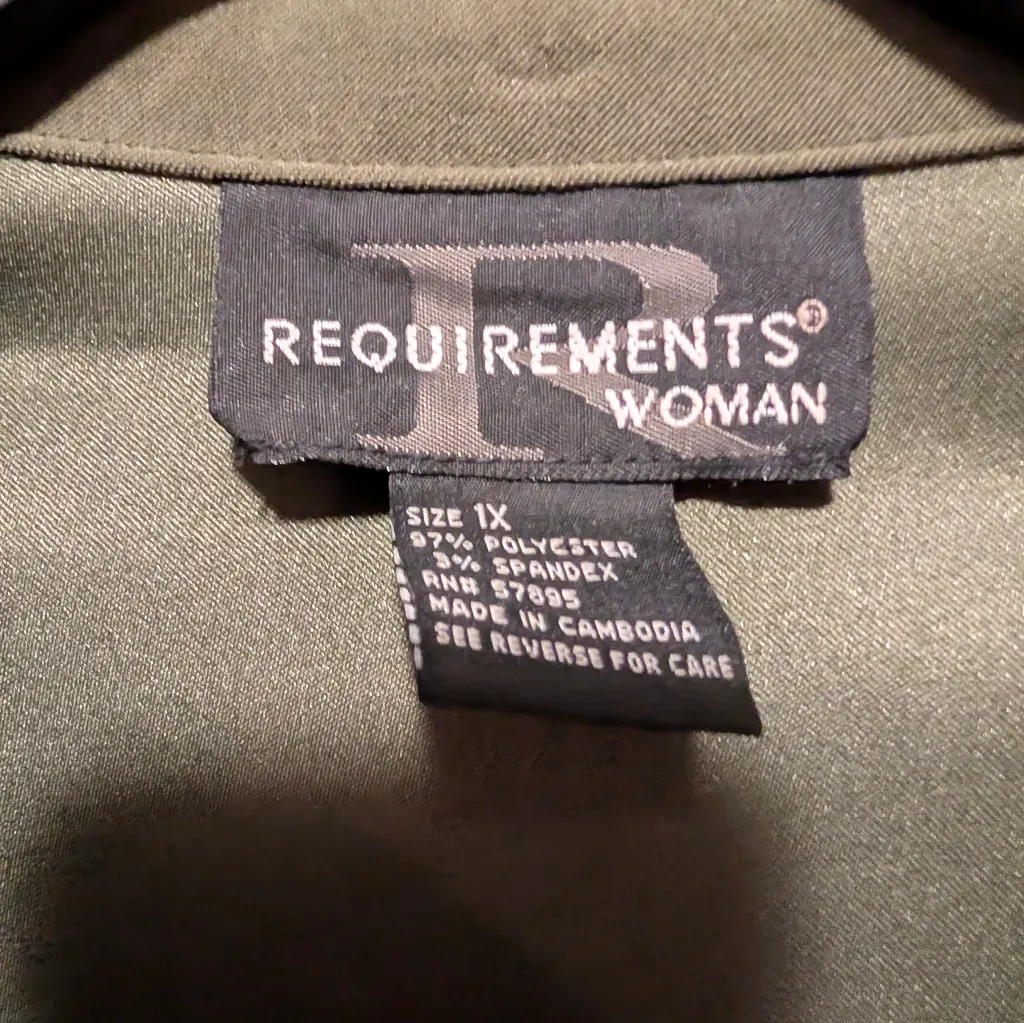 R
REQUIREMENTS®
WOMAN
SIZE 1X
97% POLYESTER
3% SPANDEX
RN# 57895
MADE IN CAMBODIA
SEE REVERSE FOR CARE